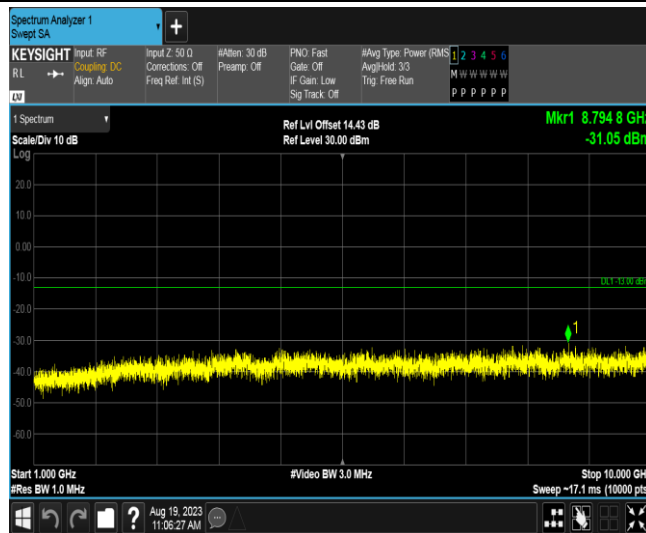 Spectrum Analyzer 1
Swept SA
+
KEYSIGHT Input: RF Input Z: 50 Ω #Atten: 30 dB PNO: Fast #Avg Type: Power (RMS 1 2 3 4 5 6
RL Coupling: DC Corrections: Off Preamp: Off Gate: Off Avg|Hold: 3/3 M W W W W W
Align: Auto Freq Ref: Int (S) IF Gain: Low Trig: Free Run
LXI Sig Track: Off P P P P P P
1 Spectrum Ref Lvl Offset 14.43 dB Mkr1 8.794 8 GHz
Scale/Div 10 dB Ref Level 30.00 dBm -31.05 dBm
Log
20.0
10.0
0.00
-10.0 DL1 -13.00 dBm
-20.0
-30.0 1
-40.0
-50.0
-60.0
Start 1.000 GHz #Video BW 3.0 MHz Stop 10.000 GHz
#Res BW 1.0 MHz Sweep ~17.1 ms (10000 pts
? Aug 19, 2023
11:06:27 AM